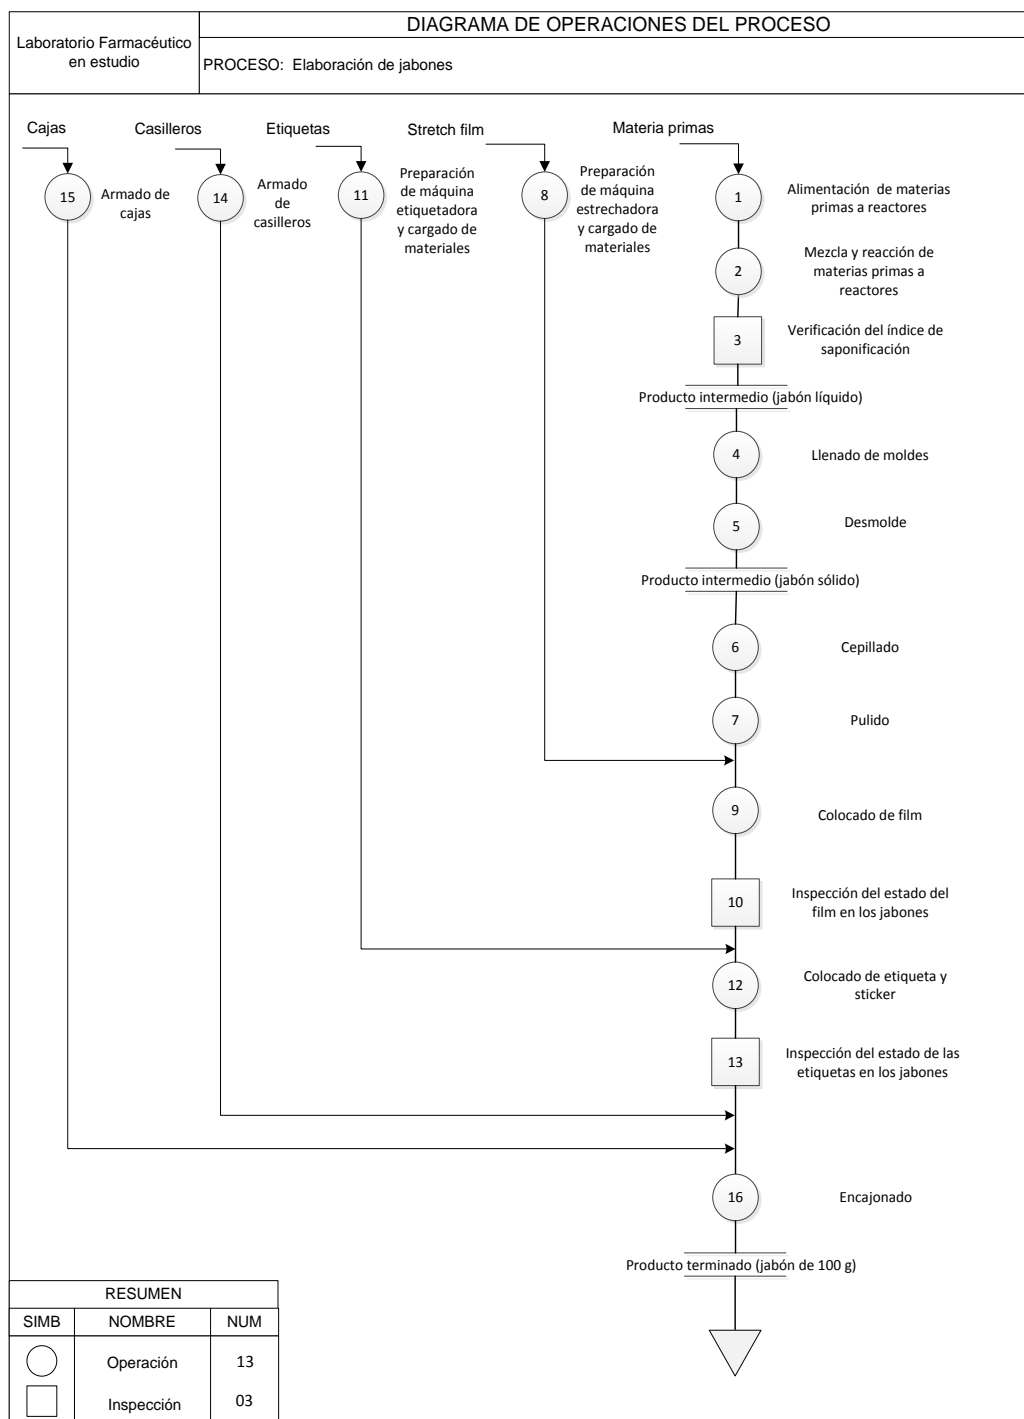 Laboratorio Farmacéutico
en estudio
DIAGRAMA DE OPERACIONES DEL PROCESO
PROCESO: Elaboración de jabones
Cajas
Casilleros
Etiquetas
Stretch film
Materia primas
15
Armado de
cajas
14
Armado
de
casilleros
11
Preparación
de máquina
etiquetadora
y cargado de
materiales
8
Preparación
de máquina
estrechadora
y cargado de
materiales
1
Alimentación de materias
primas a reactores
2
Mezcla y reacción de
materias primas a
reactores
3
Verificación del índice de
saponificación
Producto intermedio (jabón líquido)
4
Llenado de moldes
5
Desmolde
Producto intermedio (jabón sólido)
6
Cepillado
7
Pulido
9
Colocado de film
10
Inspección del estado del
film en los jabones
12
Colocado de etiqueta y
sticker
13
Inspección del estado de las
etiquetas en los jabones
16
Encajonado
Producto terminado (jabón de 100 g)
RESUMEN
SIMB NOMBRE NUM
Operación 13
Inspección 03